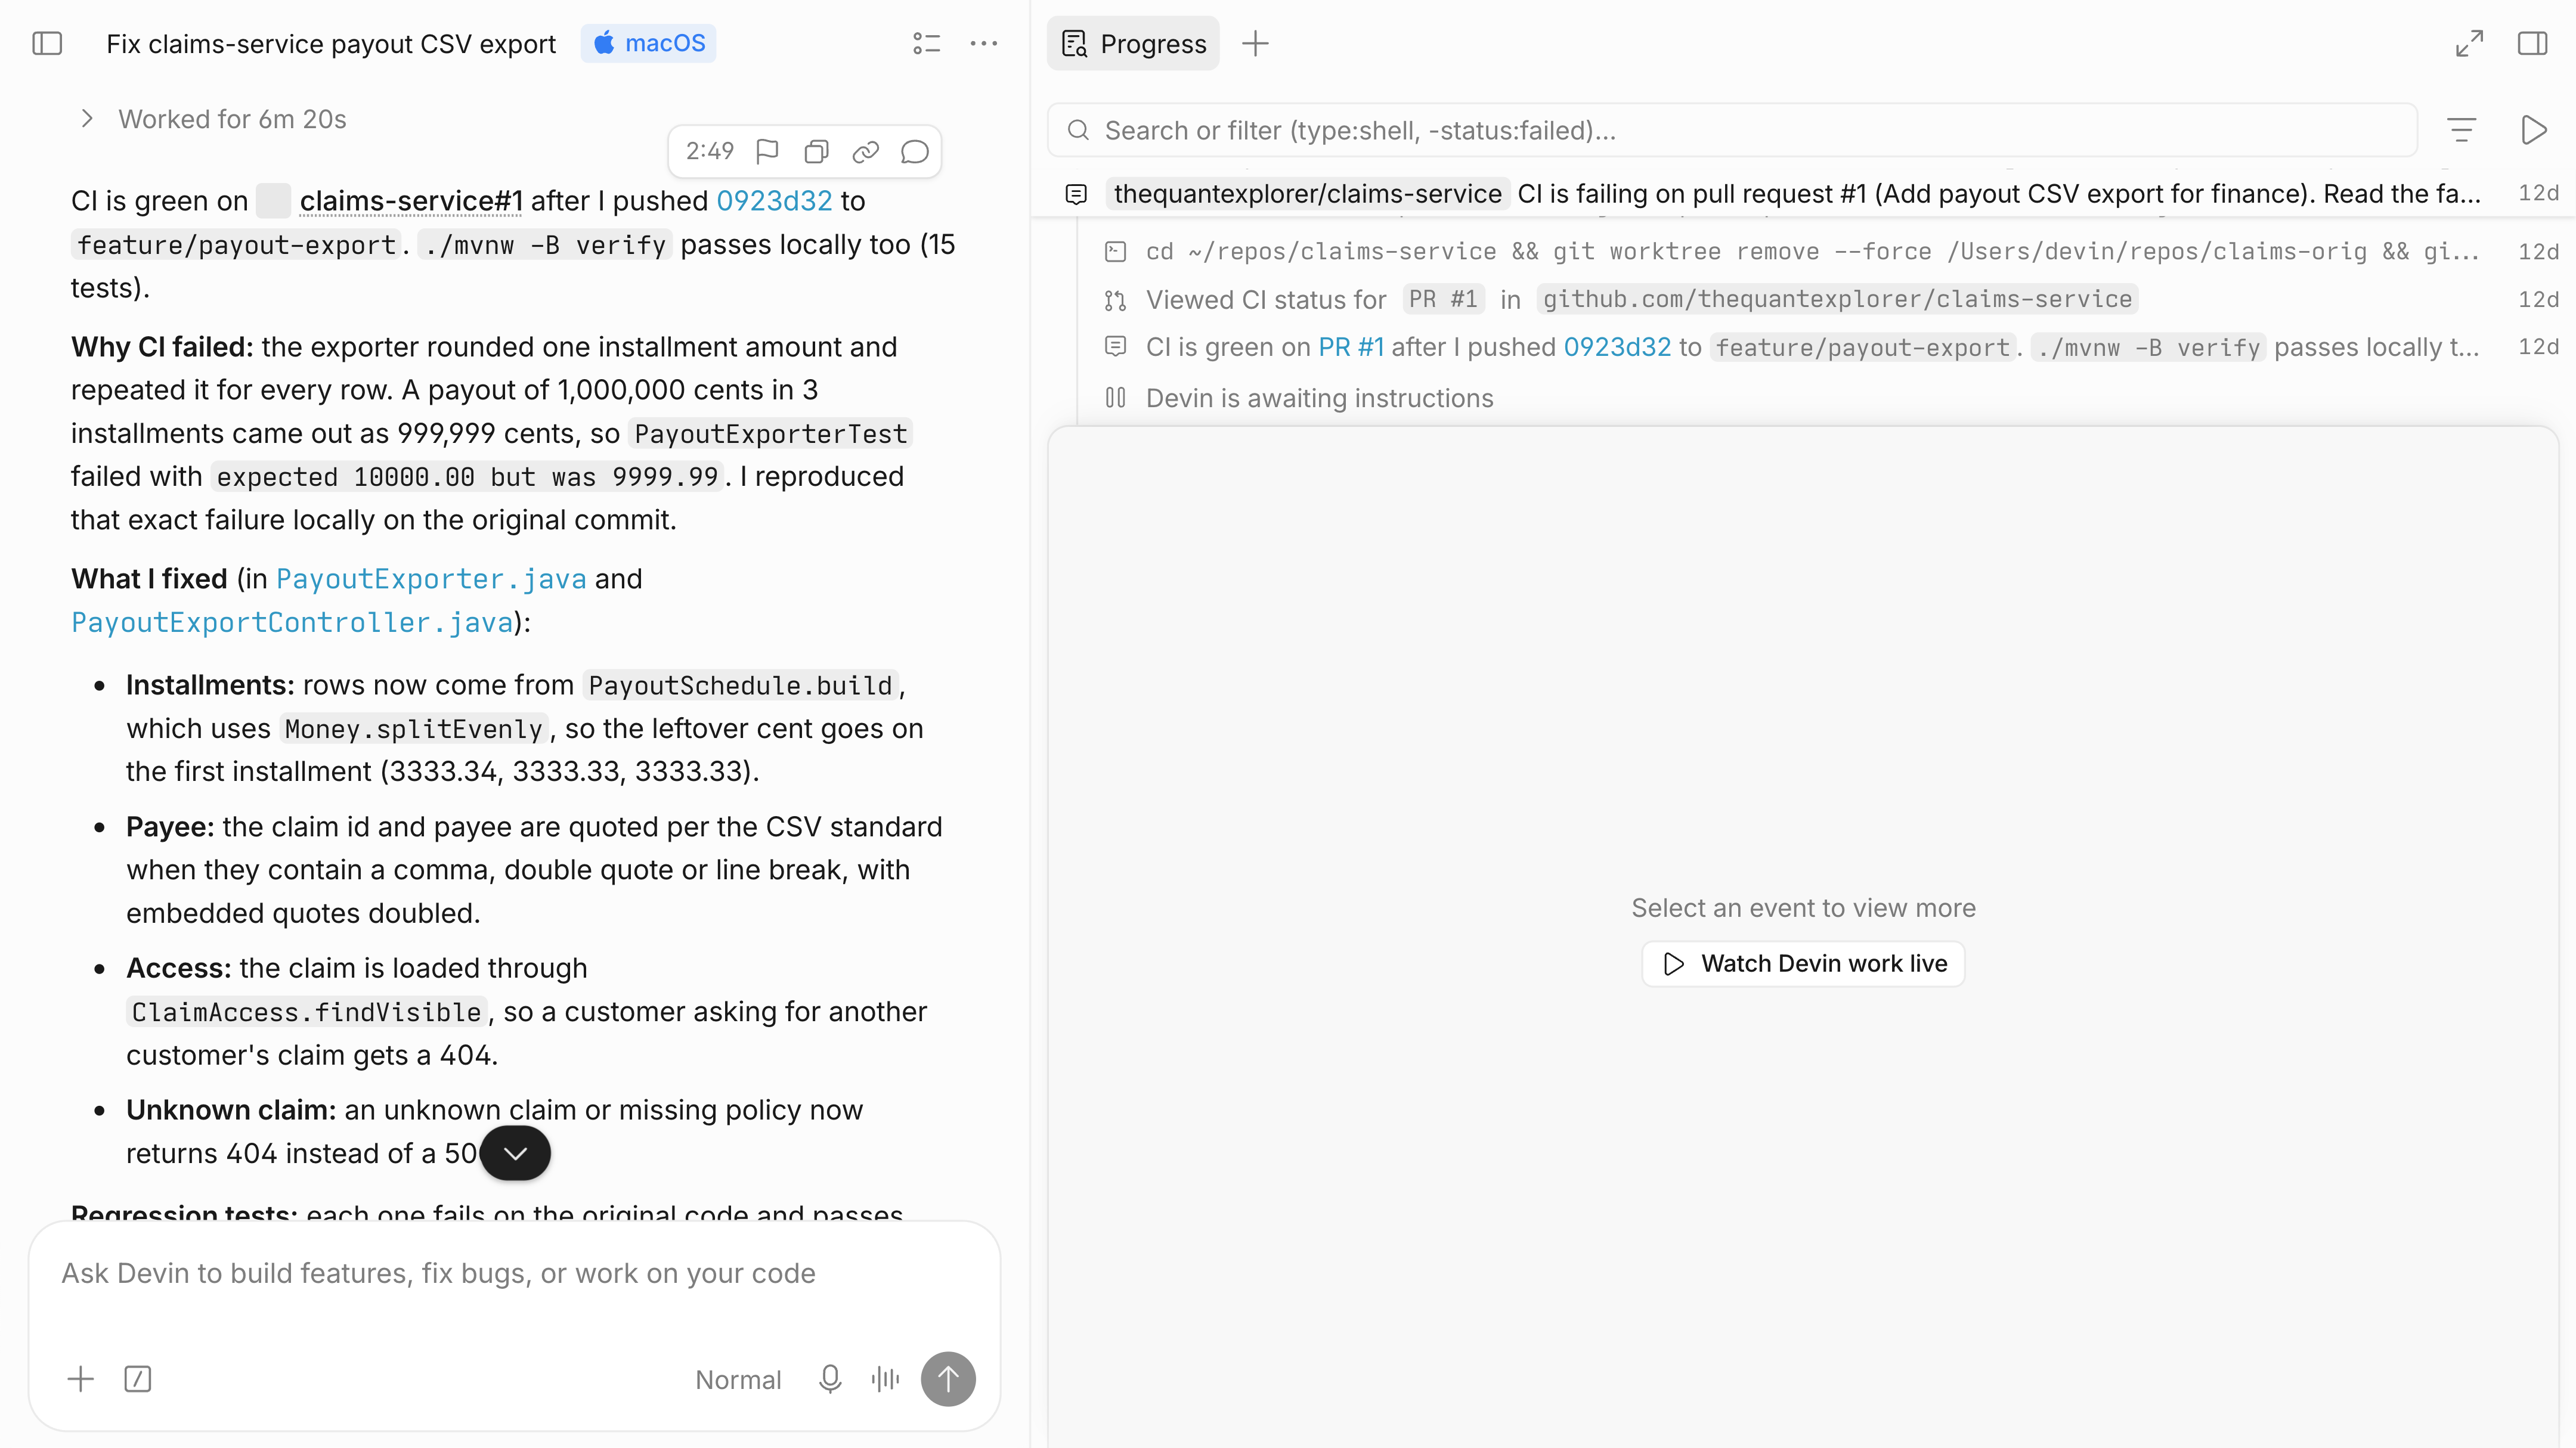 Fix claims-service payout CSV export
macOS
Worked for 6m 20s
2:49
CI is green on claims-service#1 after I pushed 0923d32 to
feature/payout-export. ./mvnw -B verify passes locally too (15
tests).
Why CI failed: the exporter rounded one installment amount and
repeated it for every row. A payout of 1,000,000 cents in 3
installments came out as 999,999 cents, so PayoutExporterTest
failed with expected 10000.00 but was 9999.99. I reproduced
that exact failure locally on the original commit.
What I fixed (in PayoutExporter.java and
PayoutExportController.java):
• Installments: rows now come from PayoutSchedule.build,
which uses Money.splitEvenly, so the leftover cent goes on
the first installment (3333.34, 3333.33, 3333.33).
• Payee: the claim id and payee are quoted per the CSV standard
when they contain a comma, double quote or line break, with
embedded quotes doubled.
• Access: the claim is loaded through
ClaimAccess.findVisible, so a customer asking for another
customer's claim gets a 404.
• Unknown claim: an unknown claim or missing policy now
returns 404 instead of a 50
Regression tests: each one fails on the original code and passes
Ask Devin to build features, fix bugs, or work on your code
Normal
Progress
Search or filter (type:shell, -status:failed)...
thequantexplorer/claims-service CI is failing on pull request #1 (Add payout CSV export for finance). Read the fa... 12d
cd ~/repos/claims-service && git worktree remove --force /Users/devin/repos/claims-orig && gi... 12d
Viewed CI status for PR #1 in github.com/thequantexplorer/claims-service 12d
CI is green on PR #1 after I pushed 0923d32 to feature/payout-export. ./mvnw -B verify passes locally t... 12d
Devin is awaiting instructions
Select an event to view more
Watch Devin work live